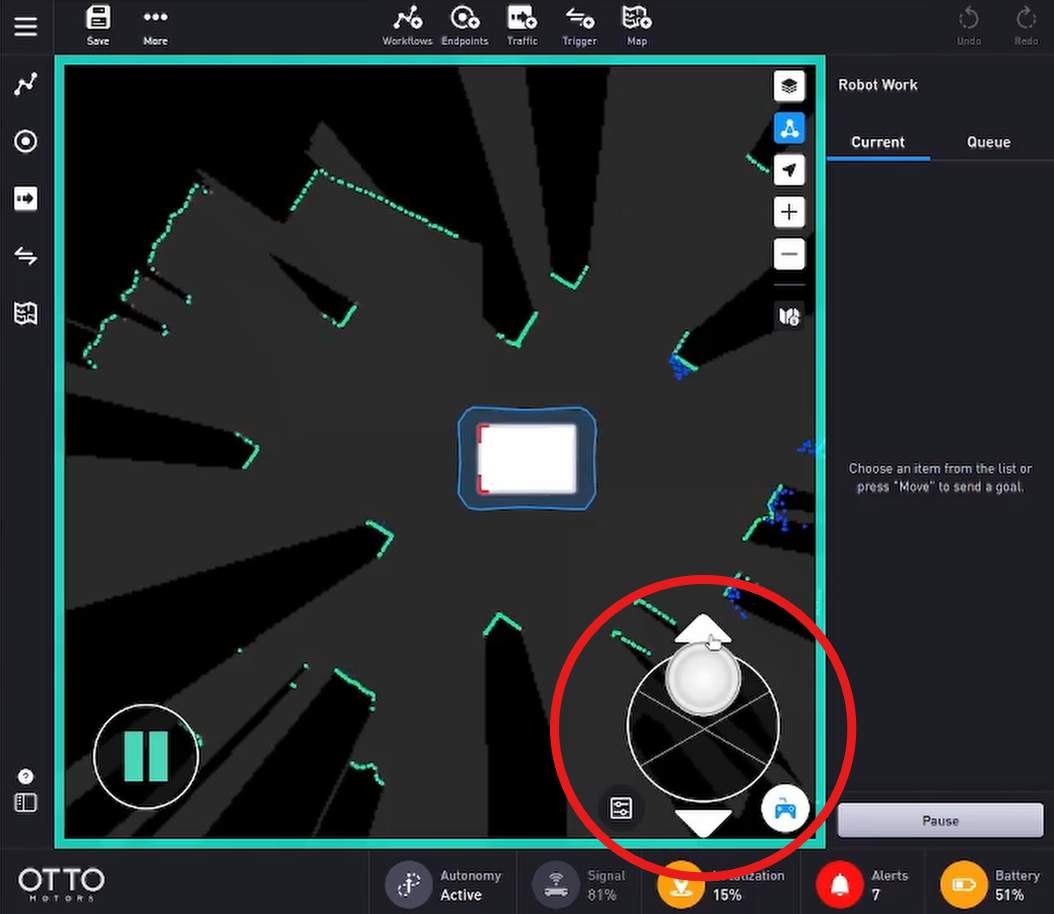 Save
More
Workflows
Endpoints
Traffic
Trigger
Map
Undo
Redo
Robot Work
Current
Queue
Choose an item from the list or
press "Move" to send a goal.
?
Pause
OTTO
MOTORS
Autonomy
Active
Signal
81%
15%
Alerts
7
Battery
51%